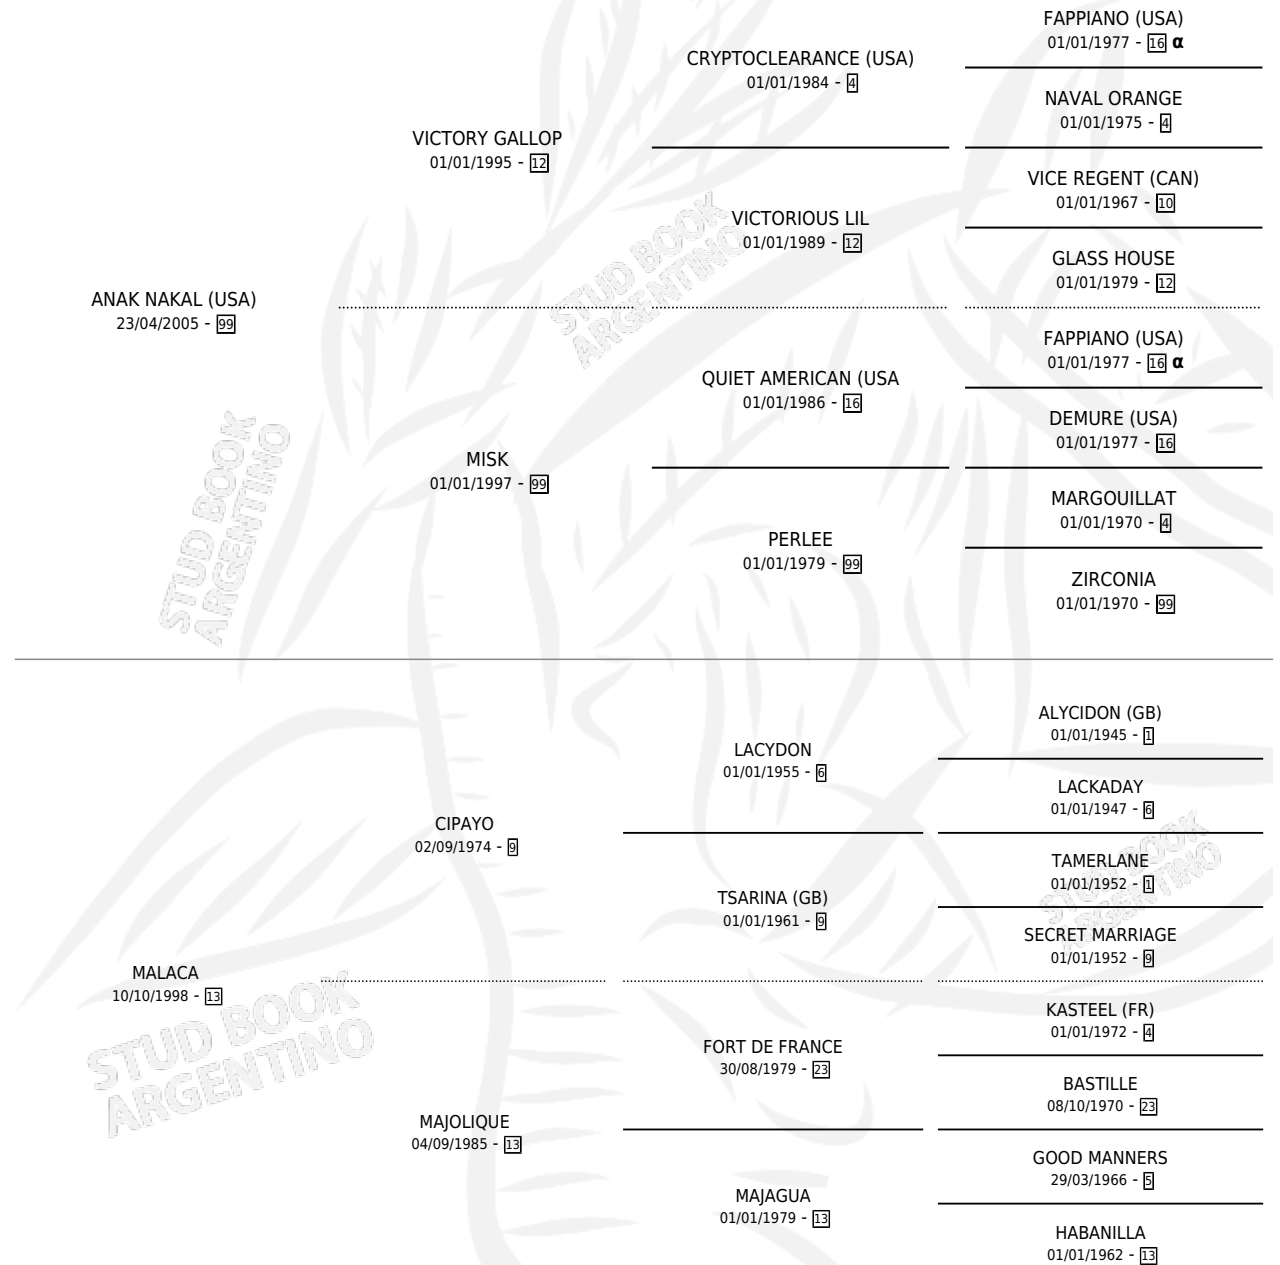 FAPPIANO (USA)
01/01/1977 - 16 α
CRYPTOCLEARANCE (USA)
01/01/1984 - 4
NAVAL ORANGE
01/01/1975 - 4
VICTORY GALLOP
01/01/1995 - 12
VICE REGENT (CAN)
01/01/1967 - 10
VICTORIOUS LIL
01/01/1989 - 12
GLASS HOUSE
01/01/1979 - 12
ANAK NAKAL (USA)
23/04/2005 - 99
STUD BOOK
ARGENTINO
FAPPIANO (USA)
01/01/1977 - 16 α
QUIET AMERICAN (USA
01/01/1986 - 16
DEMURE (USA)
01/01/1977 - 16
MISK
01/01/1997 - 99
MARGOUILLAT
01/01/1970 - 4
PERLEE
01/01/1979 - 99
ZIRCONIA
01/01/1970 - 99
STUD BOOK
ARGENTINO
ALYCIDON (GB)
01/01/1945 - 1
LACYDON
01/01/1955 - 6
LACKADAY
01/01/1947 - 6
CIPAYO
02/09/1974 - 9
TAMERLANE
01/01/1952 - 1
TSARINA (GB)
01/01/1961 - 9
SECRET MARRIAGE
01/01/1952 - 9
STUD BOOK
ARGENTINO
MALACA
10/10/1998 - 13
KASTEEL (FR)
01/01/1972 - 4
FORT DE FRANCE
30/08/1979 - 23
BASTILLE
08/10/1970 - 23
STUD BOOK
ARGENTINO
MAJOLIQUE
04/09/1985 - 13
GOOD MANNERS
29/03/1966 - 5
MAJAGUA
01/01/1979 - 13
HABANILLA
01/01/1962 - 13